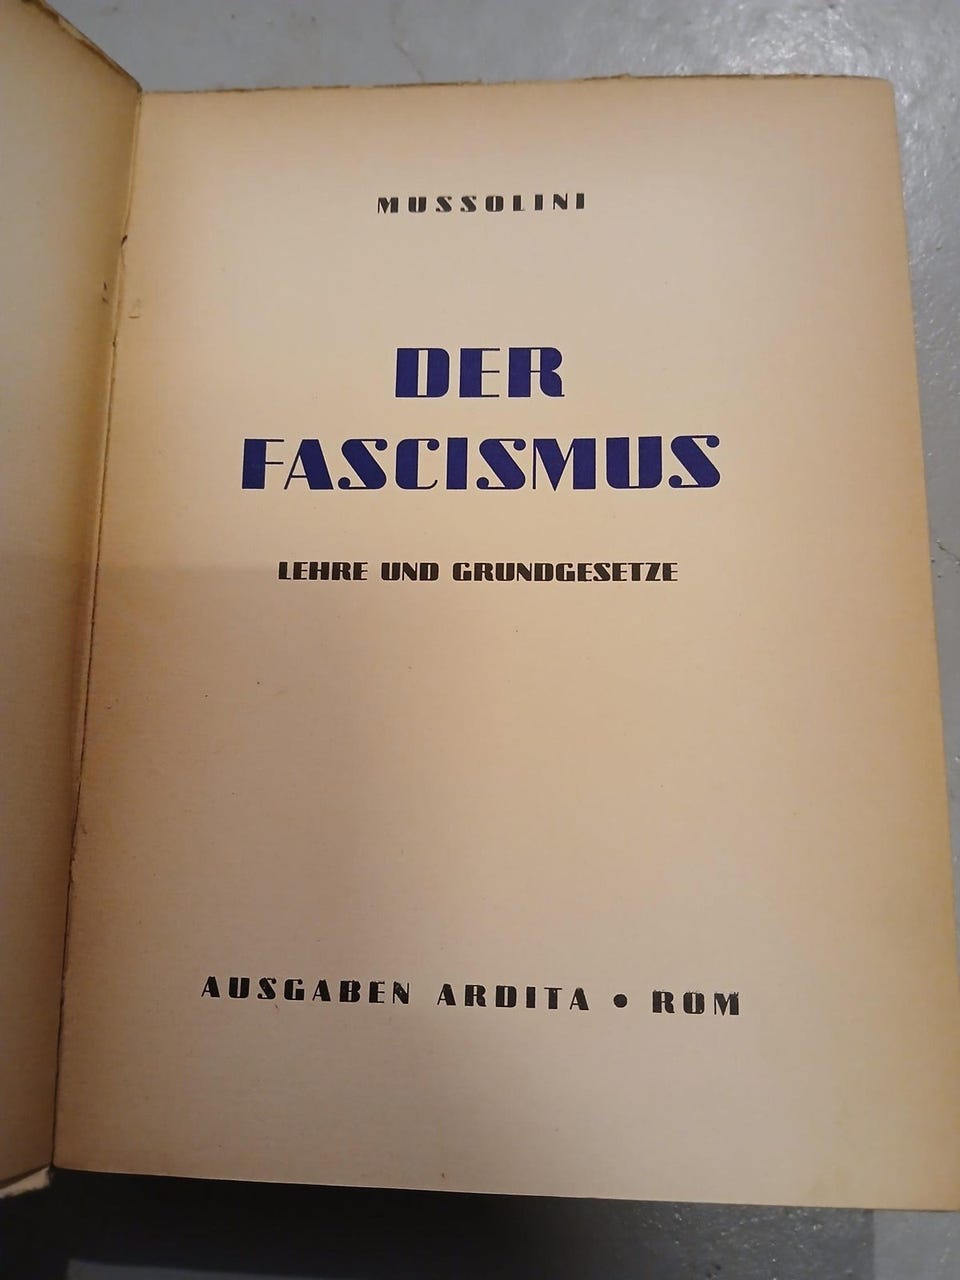 MUSSOLINI
DER
FASCISMUS
LEHRE UND GRUNDGESETZE
AUSGABEN ARDITA • ROM